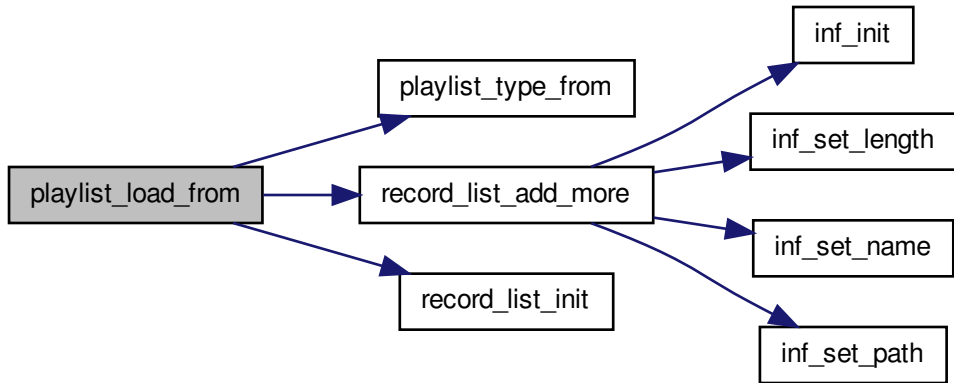 playlist_load_from
playlist_type_from
record_list_add_more
record_list_init
inf_init
inf_set_length
inf_set_name
inf_set_path